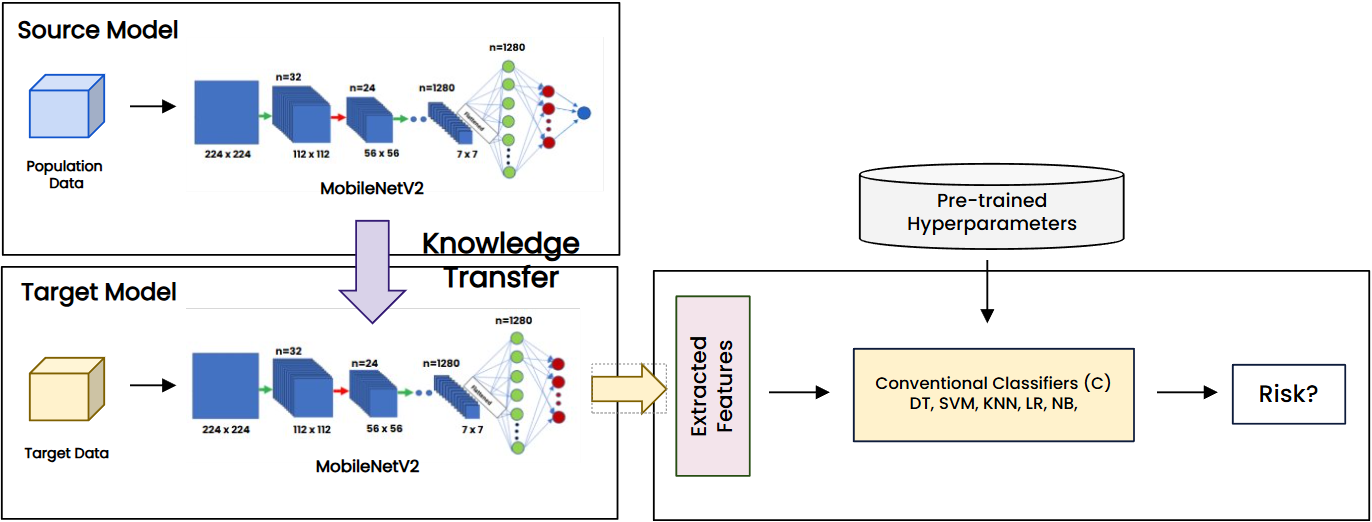 Source Model
Population
Data
224 x 224
n=32
112 x 112
n=24
56 x 56
n=1280
7 x 7
Flattened
n=1280
MobileNetV2
Knowledge
Transfer
Target Model
Target Data
224 x 224
n=32
112 x 112
n=24
56 x 56
n=1280
7 x 7
Flattened
n=1280
MobileNetV2
Extracted
Features
Pre-trained
Hyperparameters
Conventional Classifiers (C)
DT, SVM, KNN, LR, NB,
Risk?